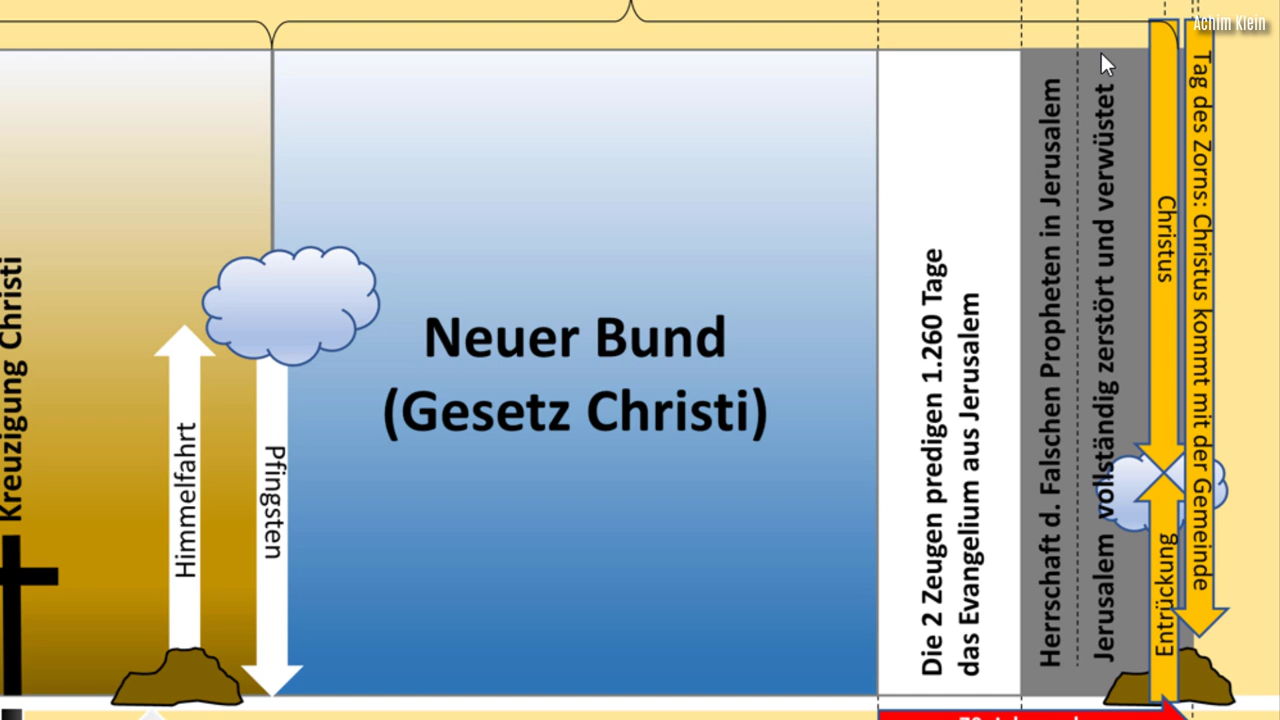 Achim Klein
Kreuzigung Christi
Himmelfahrt
Pfingsten
Neuer Bund
(Gesetz Christi)
Die 2 Zeugen predigen 1.260 Tage
das Evangelium aus Jerusalem
Herrschaft d. Falschen Propheten in Jerusalem
Jerusalem vollständig zerstört und verwüstet
Christus
Entrückung
Tag des Zorns: Christus kommt mit der Gemeinde